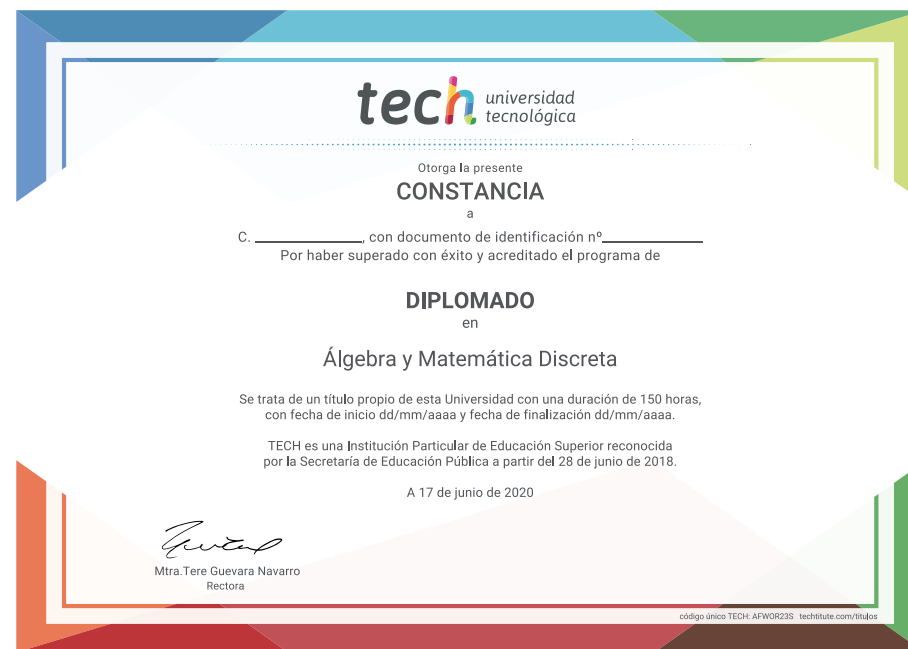 tech universidad
tecnológica
Otorga la presente
CONSTANCIA
a
C. ____________, con documento de identificación nº____________
Por haber superado con éxito y acreditado el programa de
DIPLOMADO
en
Álgebra y Matemática Discreta
Se trata de un título propio de esta Universidad con una duración de 150 horas,
con fecha de inicio dd/mm/aaaa y fecha de finalización dd/mm/aaaa.
TECH es una Institución Particular de Educación Superior reconocida
por la Secretaría de Educación Pública a partir del 28 de junio de 2018.
A 17 de junio de 2020
Mtra.Tere Guevara Navarro
Rectora
código único TECH: AFWOR23S techtitute.com/titulos